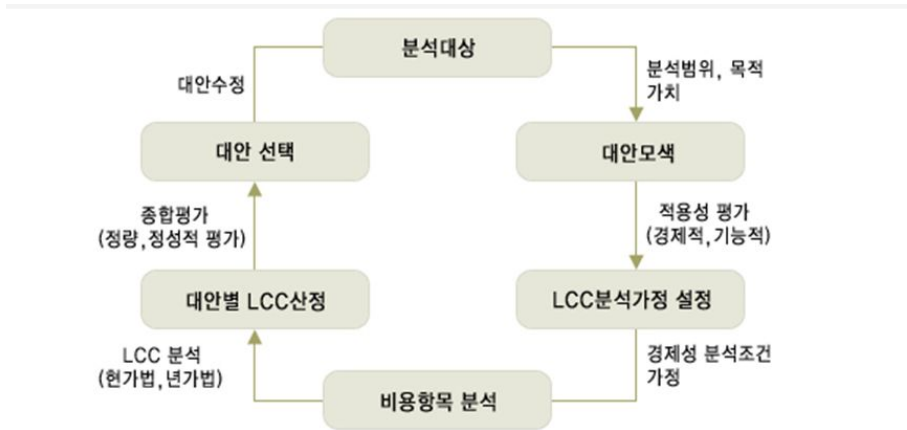 분석대상
분석범위, 목적
가치
대안수정
대안 선택
대안모색
종합평가
(정량,정성적 평가)
적용성 평가
(경제적,기능적)
대안별 LCC산정
LCC분석가정 설정
LCC 분석
(현가법,년가법)
경제성 분석조건
가정
비용항목 분석